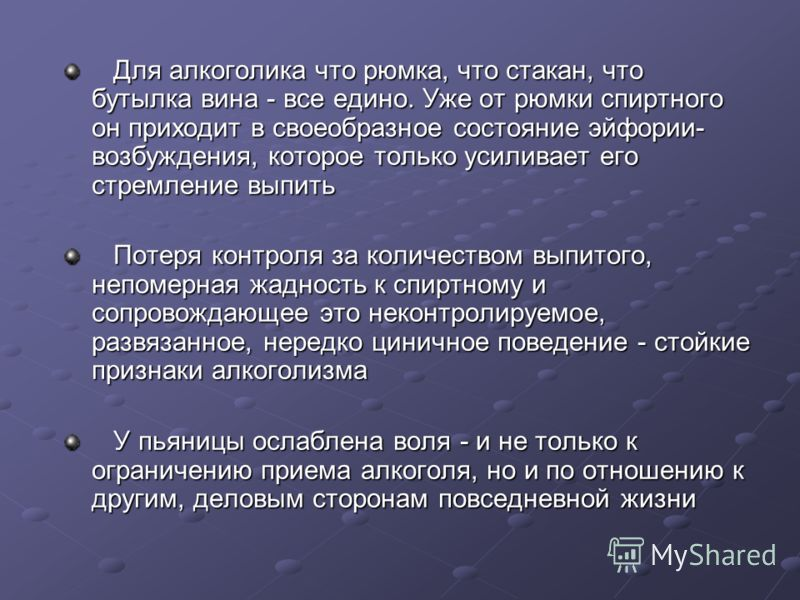 Для алкоголика что рюмка, что стакан, что
бутылка вина - все едино. Уже от рюмки спиртного
он приходит в своеобразное состояние эйфории-
возбуждения, которое только усиливает его
стремление выпить
Потеря контроля за количеством выпитого,
непомерная жадность к спиртному и
сопровождающее это неконтролируемое,
развязанное, нередко циничное поведение - стойкие
признаки алкоголизма
У пьяницы ослаблена воля - и не только к
ограничению приема алкоголя, но и по отношению к
другим, деловым сторонам повседневной жизни
MyShared